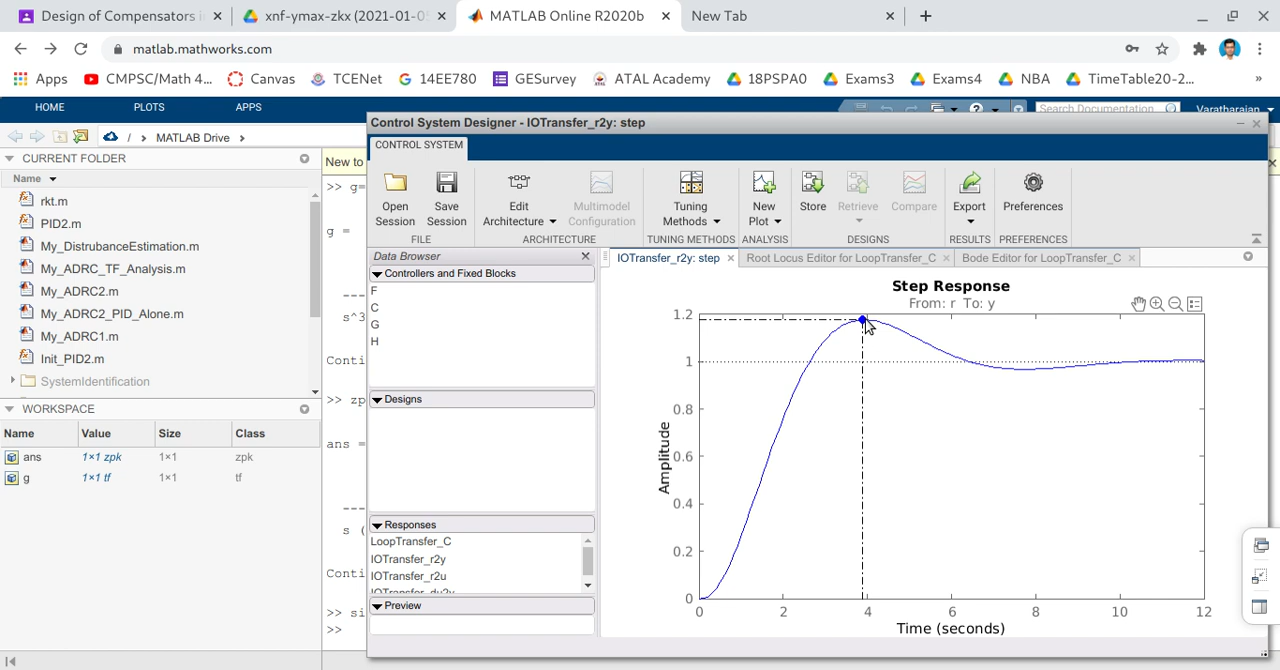 Design of Compensators i
xnf-ymax-zkx (2021-01-0
MATLAB Online R2020b
New Tab
matlab.mathworks.com
Apps
CMPSC/Math 4...
Canvas
TCENet
14EE780
GESurvey
ATAL Academy
18PSPA0
Exams3
Exams4
NBA
TimeTable20-2...
»
HOME
PLOTS
APPS
Search Documentation
Varatharajan
/ › MATLAB Drive ›
CURRENT FOLDER
Name
rkt.m
PID2.m
My_DistrubanceEstimation.m
My_ADRC_TF_Analysis.m
My_ADRC2.m
My_ADRC2_PID_Alone.m
My_ADRC1.m
Init_PID2.m
SystemIdentification
WORKSPACE
Name Value Size Class
ans 1×1 zpk 1×1 zpk
g 1×1 tf 1×1 tf
New to
>> g=
g =
---
s^3
Conti
>> zp
ans =
---
s (
Conti
>> si
>>
Control System Designer - IOTransfer_r2y: step
CONTROL SYSTEM
Open Session
Save Session
Edit Architecture
Multimodel Configuration
Tuning Methods
New Plot
Store
Retrieve
Compare
Export
Preferences
FILE
ARCHITECTURE
TUNING METHODS
ANALYSIS
DESIGNS
RESULTS
PREFERENCES
Data Browser
Controllers and Fixed Blocks
F
C
G
H
Designs
Responses
LoopTransfer_C
IOTransfer_r2y
IOTransfer_r2u
IOTransfer_du2y
Preview
IOTransfer_r2y: step
Root Locus Editor for LoopTransfer_C
Bode Editor for LoopTransfer_C
Step Response
From: r To: y
Amplitude
1.2
1
0.8
0.6
0.4
0.2
0
0 2 4 6 8 10 12
Time (seconds)